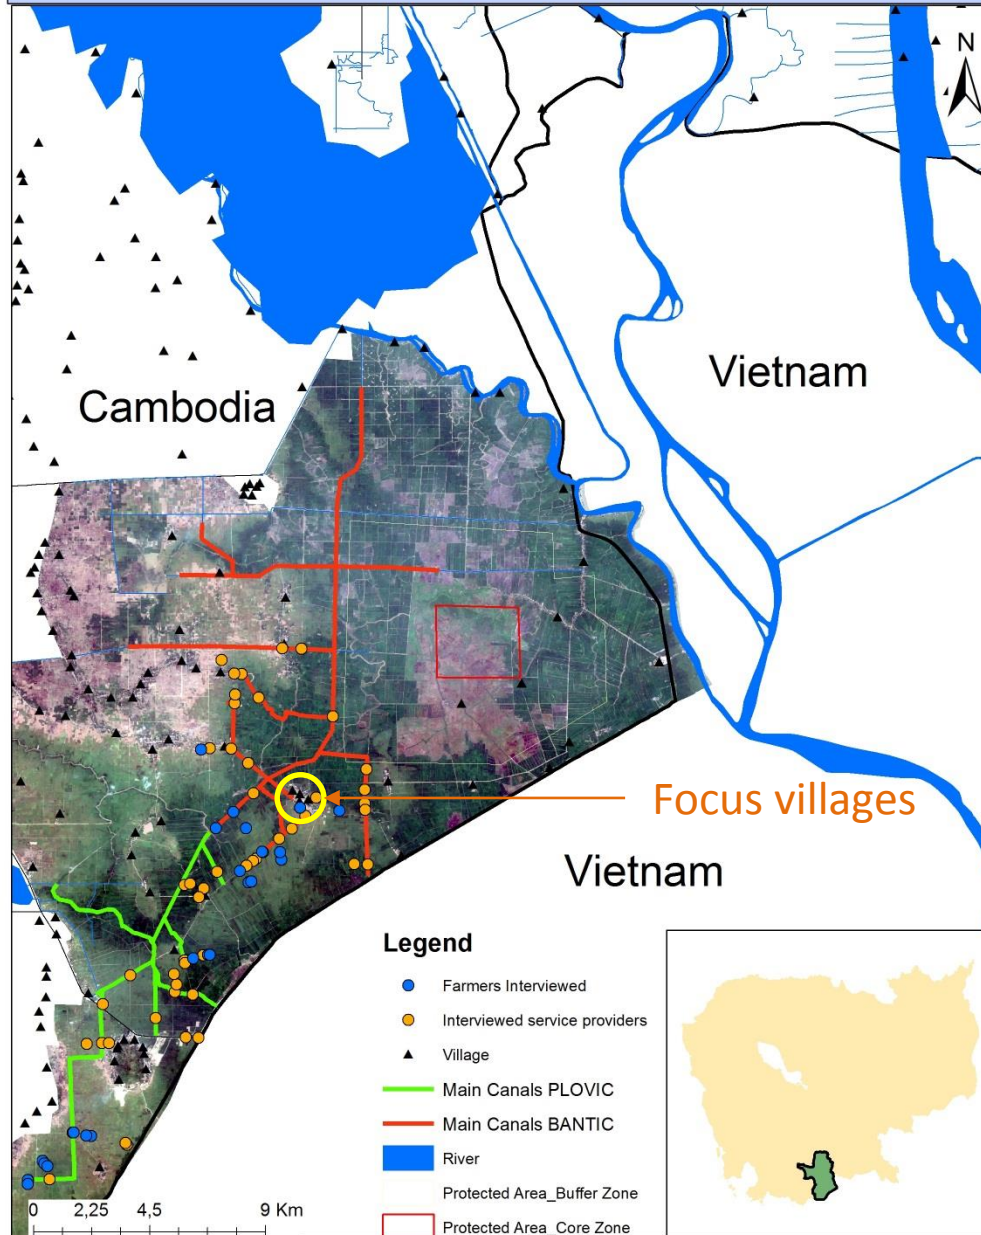 N
Vietnam
Cambodia
Focus villages
Vietnam
Legend
Farmers Interviewed
Interviewed service providers
Village
Main Canals PLOVIC
Main Canals BANTIC
River
Protected Area_Buffer Zone
Protected Area_Core Zone
0 2,25 4,5 9 Km